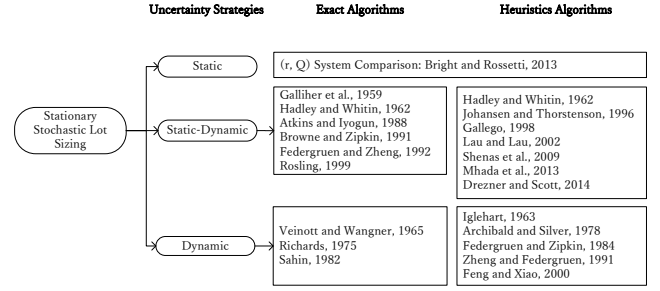 Uncertainty Strategies
Exact Algorithms
Heuristics Algorithms
Stationary
Stochastic Lot
Sizing
Static
(r, Q) System Comparison: Bright and Rossetti, 2013
Static-Dynamic
Galliher et al., 1959
Hadley and Whitin, 1962
Atkins et Iyogun, 1988
Browne et Zipkin, 1991
Federgruen and Zheng, 1992
Rosling, 1999
Hadley and Whitin, 1962
Johansen et Thorstenson, 1996
Gallego, 1998
Lau and Lau, 2002
Shenas et al., 2009
Mhada et al., 2013
Drezner and Scott, 2014
Dynamic
Veinott and Wangner, 1965
Richards, 1975
Sahin, 1982
Iglehart, 1963
Archibald and Silver, 1978
Federgruen and Zipkin, 1984
Zheng and Federgruen, 1991
Feng and Xiao, 2000